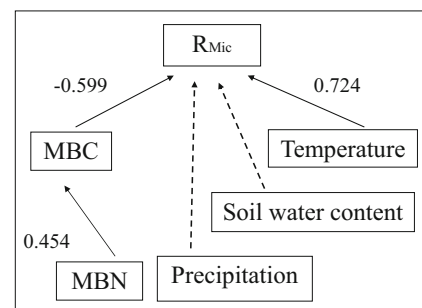 RMic
-0.599
0.724
MBC
Temperature
Soil water content
0.454
MBN
Precipitation